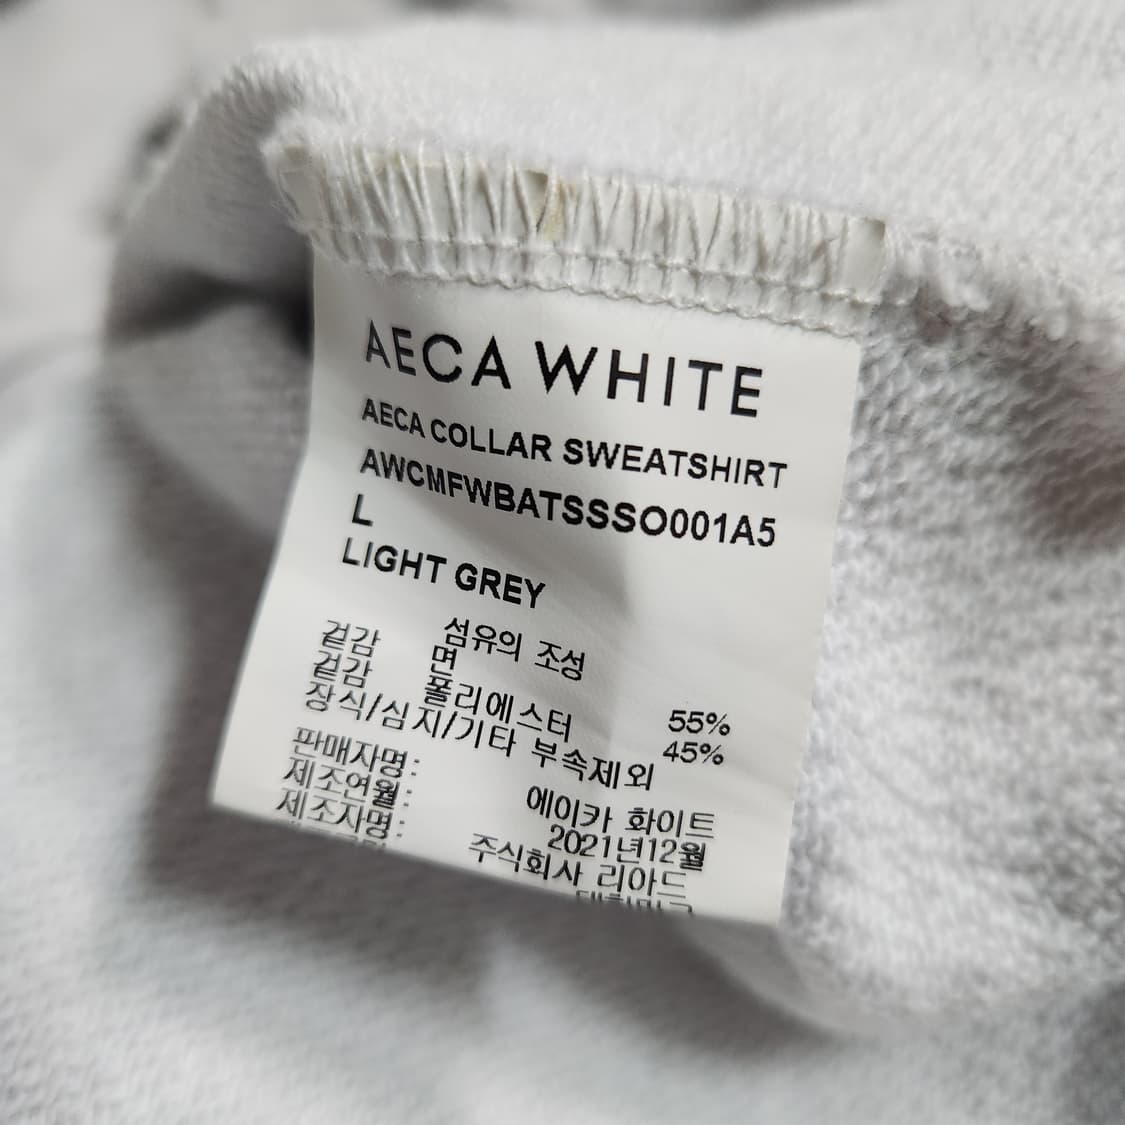 AECA WHITE
AECA COLLAR SWEATSHIRT
AWCMFWBATSSSO001A5
L
LIGHT GREY
섬유의 조성
겉감 면 55%
겉감 폴리에스터 45%
장식/심지/기타 부속제외
판매자명: 에이카 화이트
제조연월: 2021년12월
제조자명: 주식회사 리아드